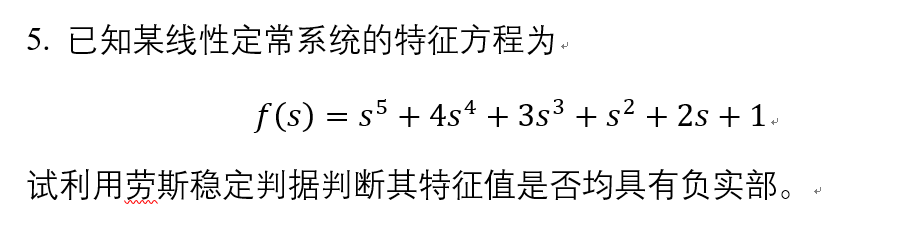 5. 已知某线性定常系统的特征方程为
f(s) = s⁵ + 4s⁴ + 3s³ + s² + 2s + 1
试利用劳斯稳定判据判断其特征值是否均具有负实部。